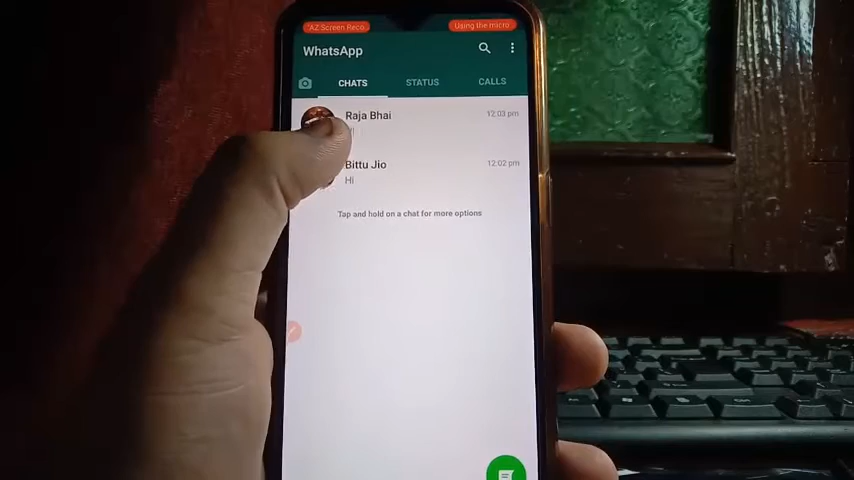 "AZ Screen Reco
Using the micro
WhatsApp
CHATS
STATUS
CALLS
Raja Bhai
12:03 pm
Bittu Jio
12:02 pm
Hi
Tap and hold on a chat for more options